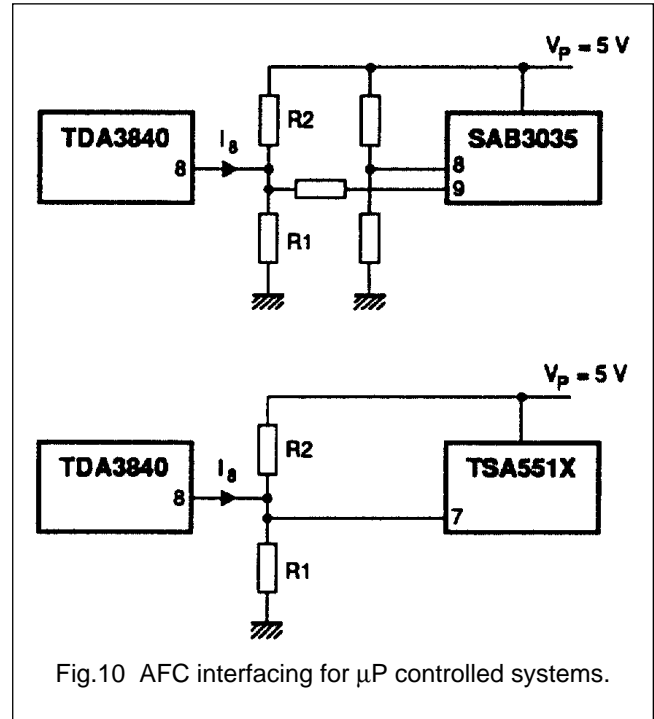 V_P = 5 V
TDA3840
8
I_8
R2
SAB3035
8
9
R1
V_P = 5 V
TDA3840
8
I_8
R2
TSA551X
7
R1
Fig.10 AFC interfacing for μP controlled systems.